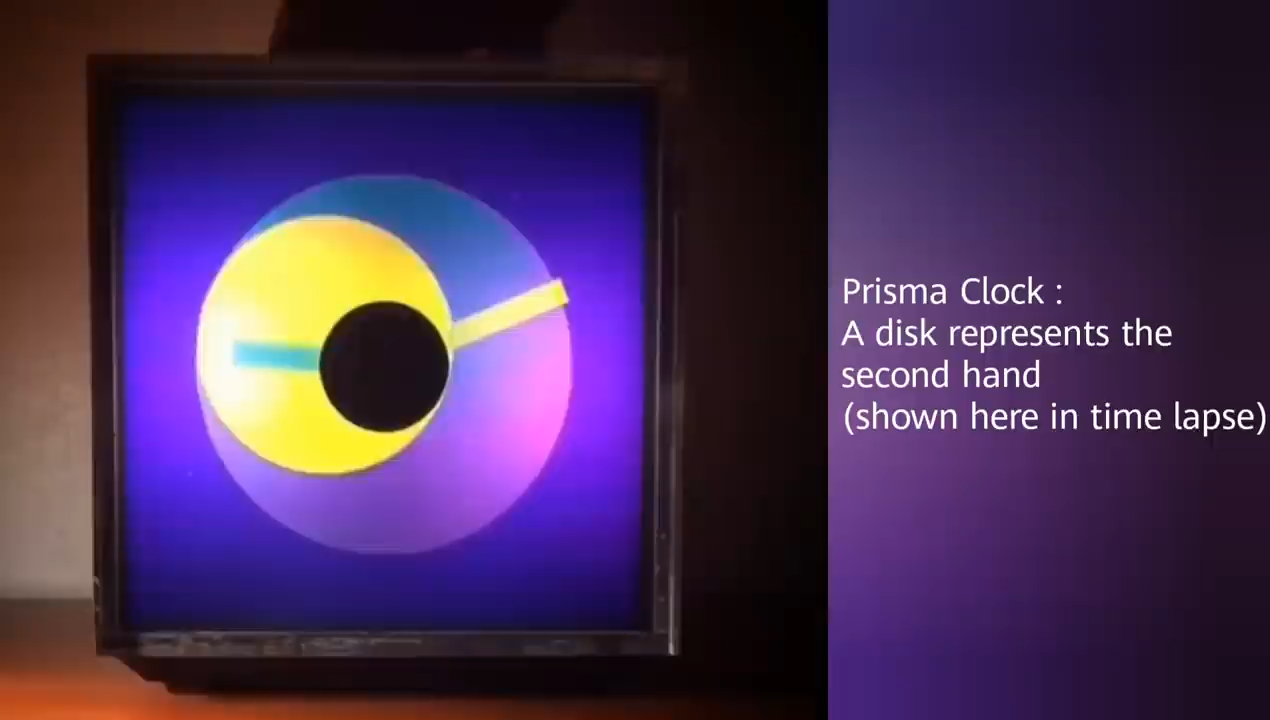 Prisma Clock :
A disk represents the
second hand
(shown here in time lapse)